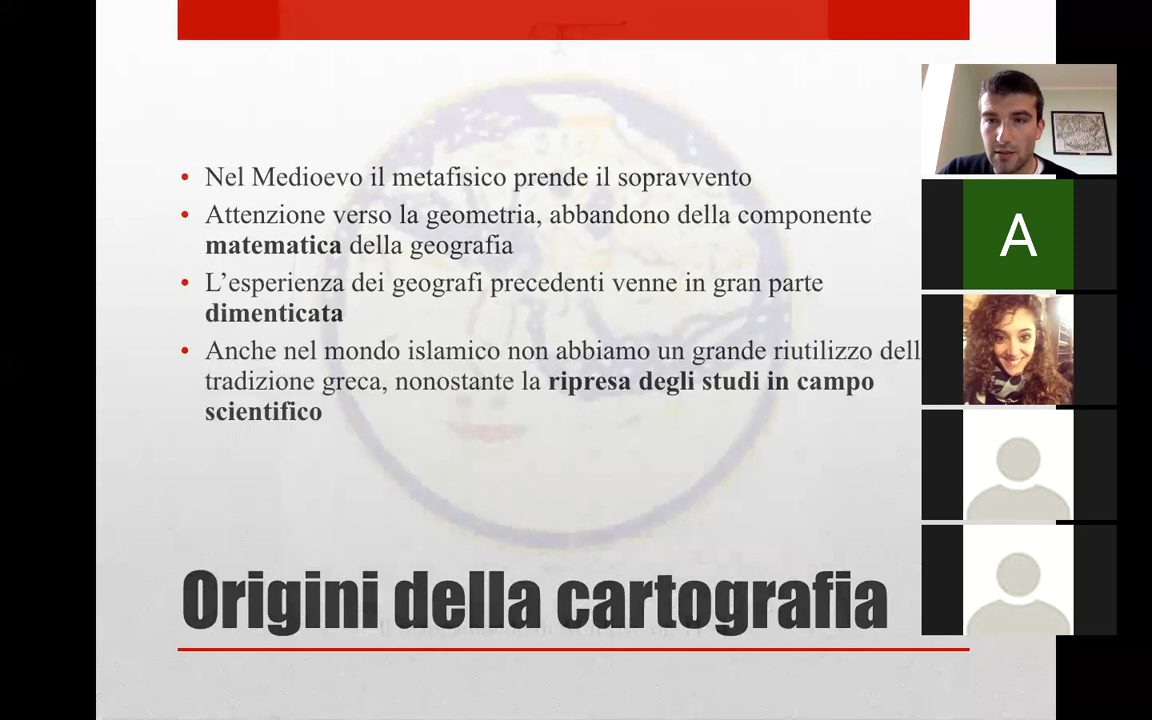 • Nel Medioevo il metafisico prende il sopravvento
• Attenzione verso la geometria, abbandono della componente
matematica della geografia
• L’esperienza dei geografi precedenti venne in gran parte
dimenticata
• Anche nel mondo islamico non abbiamo un grande riutilizzo dell
tradizione greca, nonostante la ripresa degli studi in campo
scientifico
Origini della cartografia
A